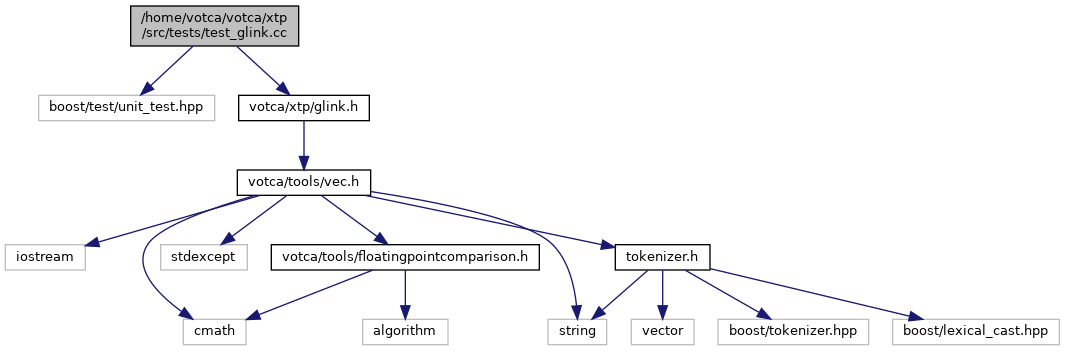 /home/votca/votca/xtp
/src/tests/test_glink.cc
boost/test/unit_test.hpp
votca/xtp/glink.h
votca/tools/vec.h
iostream
stdexcept
votca/tools/floatingpointcomparison.h
tokenizer.h
cmath
algorithm
string
vector
boost/tokenizer.hpp
boost/lexical_cast.hpp